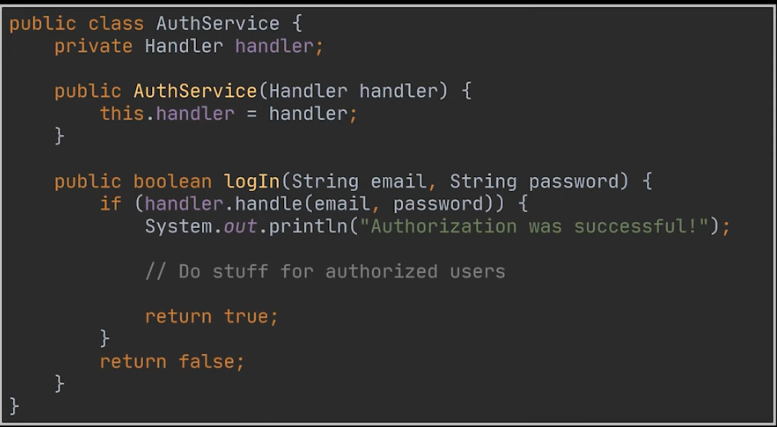 public class AuthService {
    private Handler handler;

    public AuthService(Handler handler) {
        this.handler = handler;
    }

    public boolean logIn(String email, String password) {
        if (handler.handle(email, password)) {
            System.out.println("Authorization was successful!");

            // Do stuff for authorized users

            return true;
        }
        return false;
    }
}